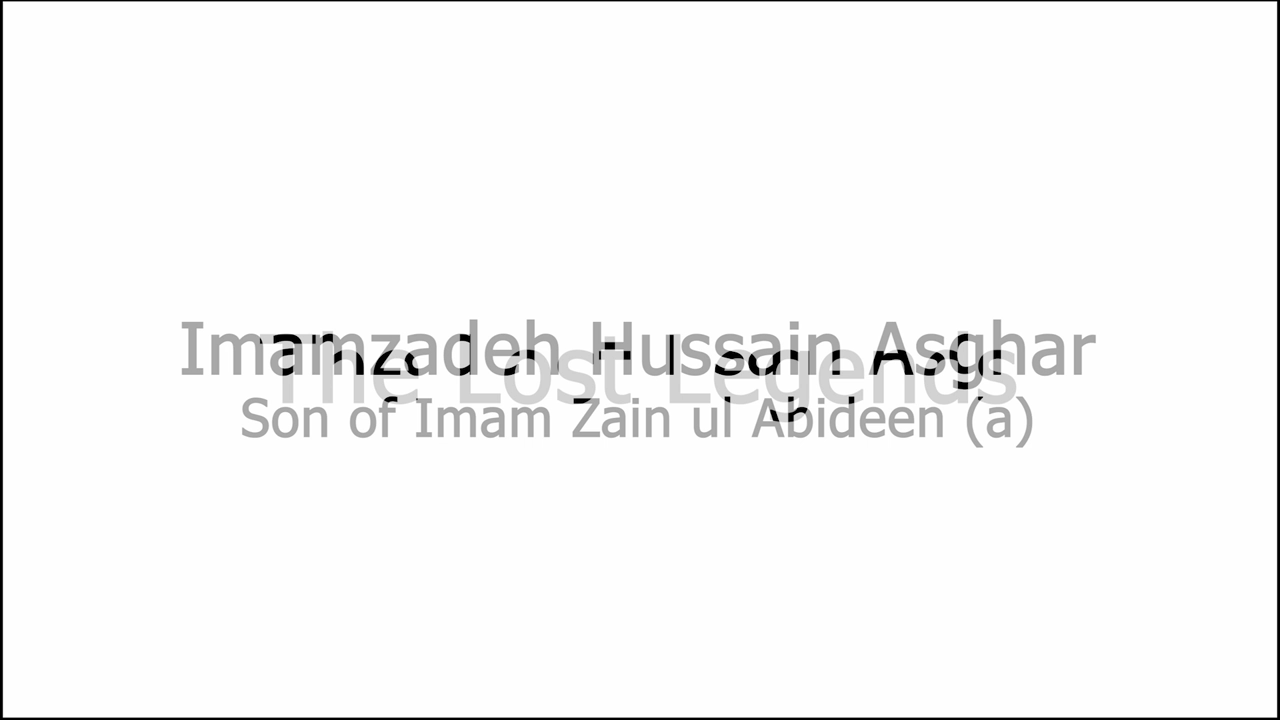 Imamzadeh Hussain Asghar
The Lost Legends
Son of Imam Zain ul Abideen (a)